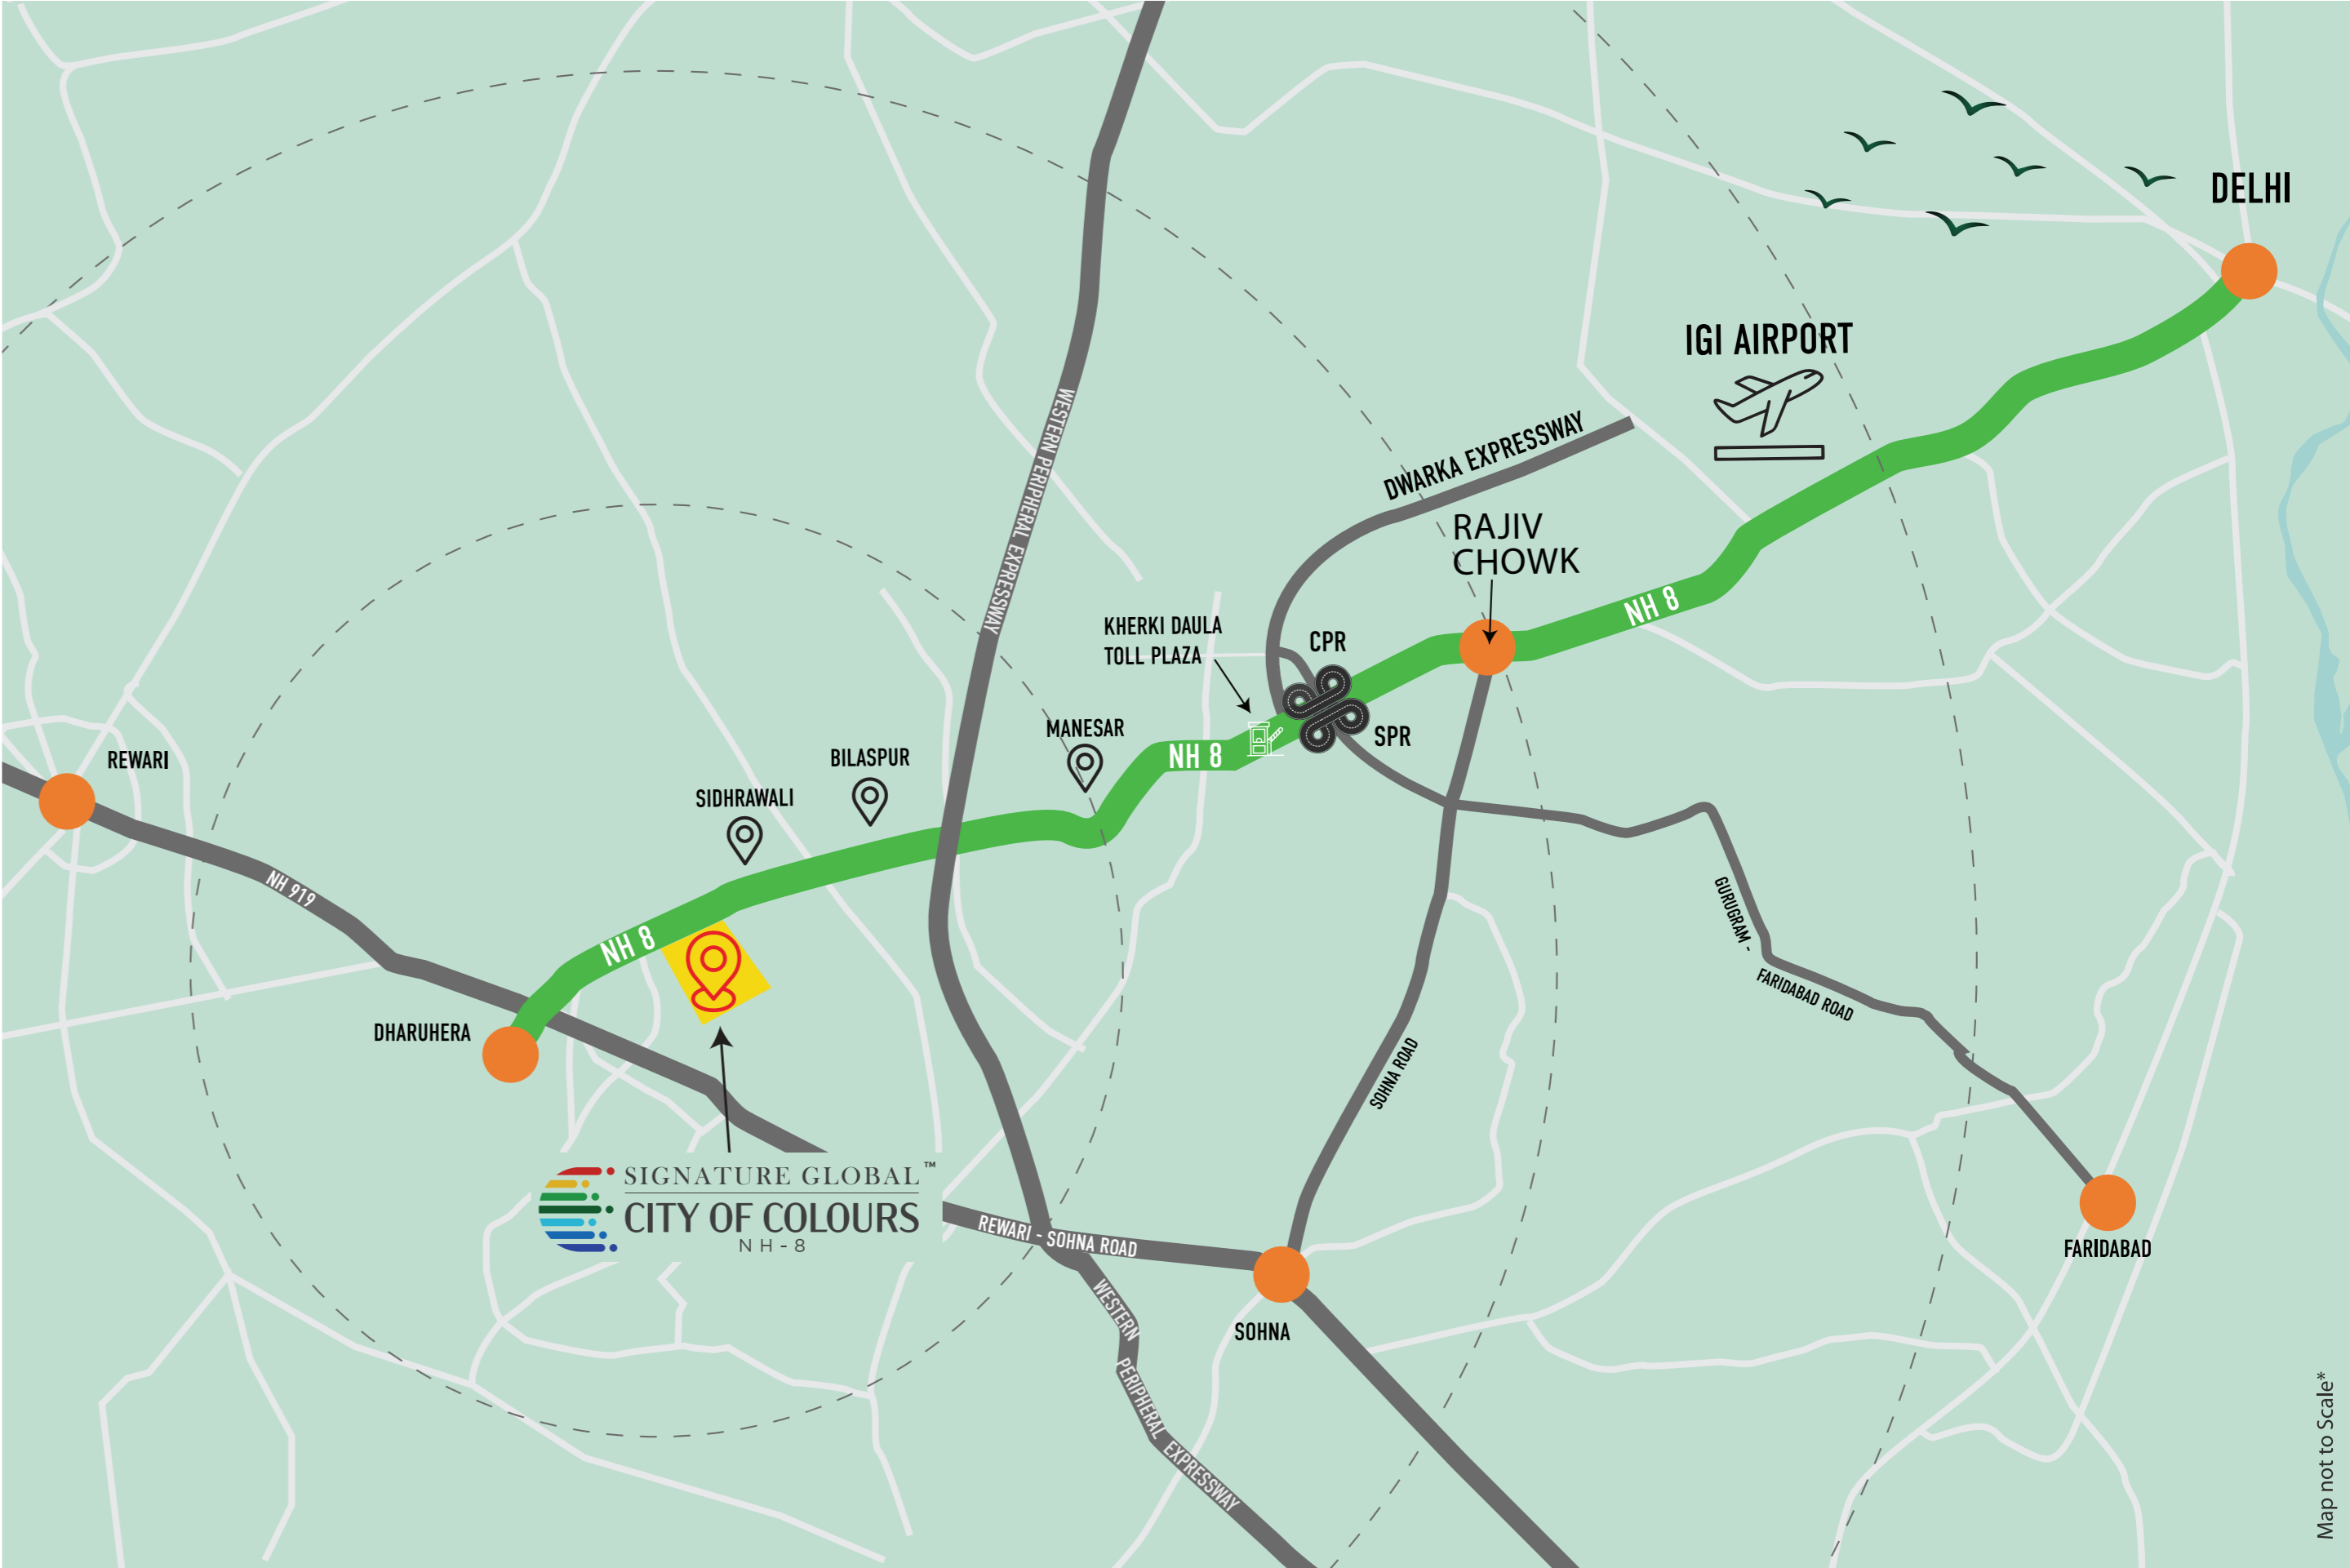 DELHI
IGI AIRPORT
WESTERN PERIPHERAL EXPRESSWAY
DWARKA EXPRESSWAY
RAJIV
CHOWK
NH 8
KHERKI DAULA
TOLL PLAZA
CPR
SPR
MANESAR
NH 8
BILASPUR
SIDHRAWALI
REWARI
NH 919
NH 8
DHARUHERA
GURUGRAM -
FARIDABAD ROAD
SOHNA ROAD
SIGNATURE GLOBAL™
CITY OF COLOURS
NH-8
REWARI - SOHNA ROAD
FARIDABAD
SOHNA
WESTERN
PERIPHERAL EXPRESSWAY
Map not to Scale*